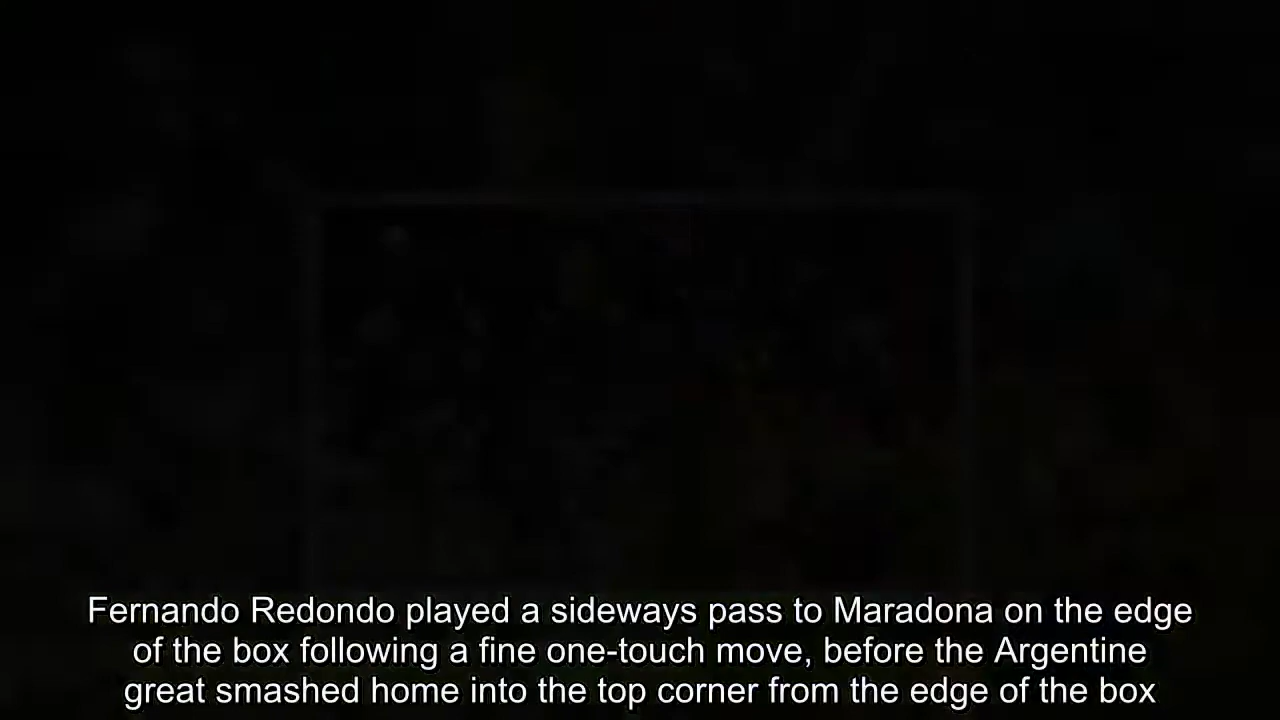 Fernando Redondo played a sideways pass to Maradona on the edge
of the box following a fine one-touch move, before the Argentine
great smashed home into the top corner from the edge of the box